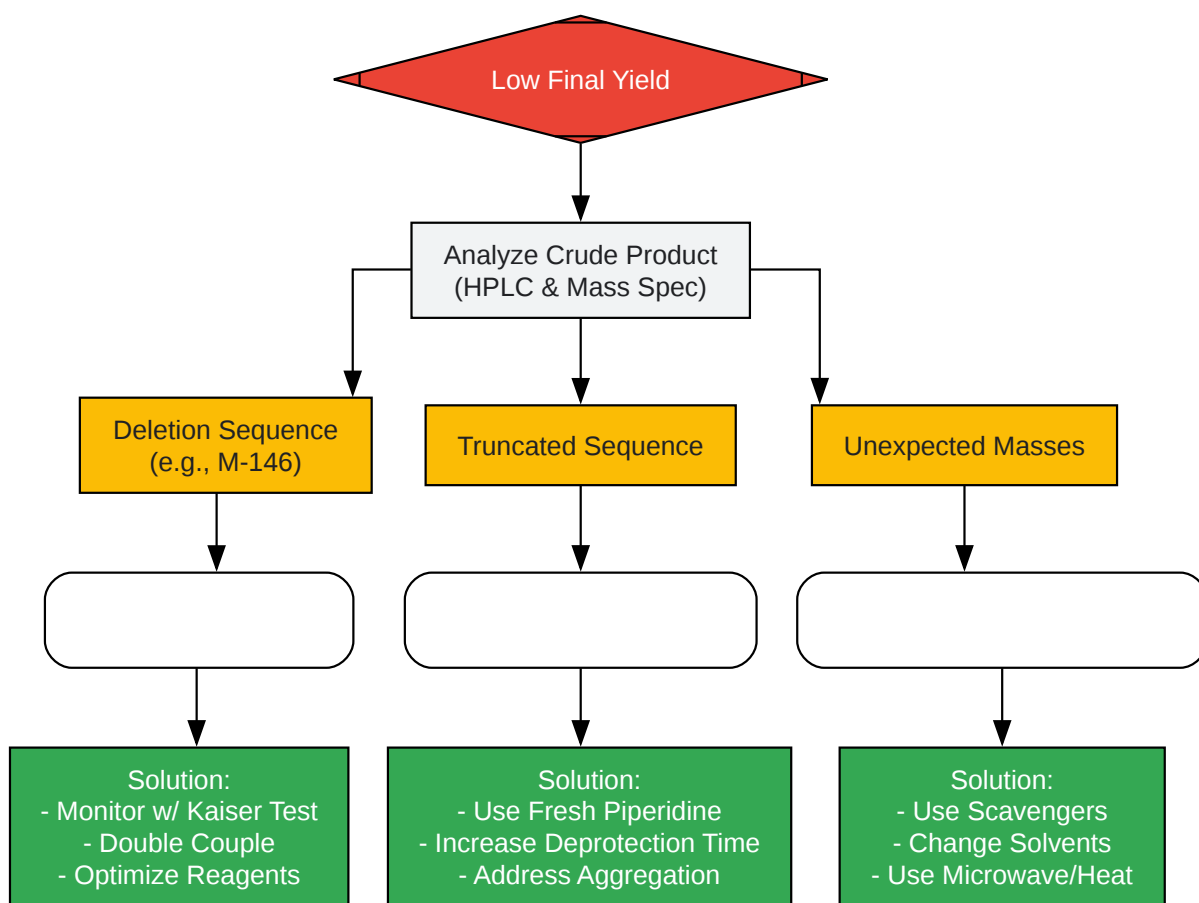 Low Final Yield
Analyze Crude Product
(HPLC & Mass Spec)
Deletion Sequence
(e.g., M-146)
Truncated Sequence
Unexpected Masses
Solution:
- Monitor w/ Kaiser Test
- Double Couple
- Optimize Reagents
Solution:
- Use Fresh Piperidine
- Increase Deprotection Time
- Address Aggregation
Solution:
- Use Scavengers
- Change Solvents
- Use Microwave/Heat